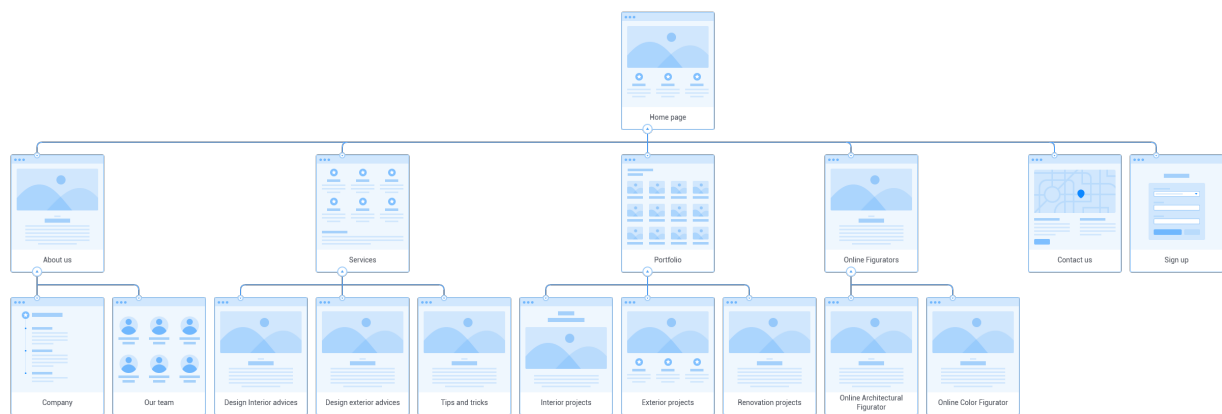 Home page
About us
Services
Portfolio
Online Figurators
Contact us
Sign up
Company
Our team
Design Interior advices
Design exterior advices
Tips and tricks
Interior projects
Exterior projects
Renovation projects
Online Architectural
Figurator
Online Color Figurator